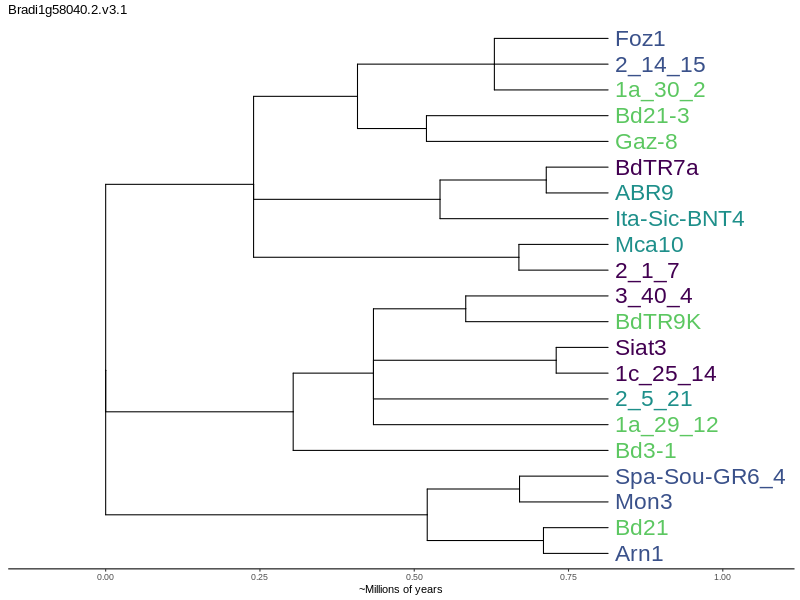 Bradi1g58040.2.v3.1
Foz1
2_14_15
1a_30_2
Bd21-3
Gaz-8
BdTR7a
ABR9
Ita-Sic-BNT4
Mca10
2_1_7
3_40_4
BdTR9K
Siat3
1c_25_14
2_5_21
1a_29_12
Bd3-1
Spa-Sou-GR6_4
Mon3
Bd21
Arn1
0.00 0.25 0.50 0.75 1.00
~Millions of years